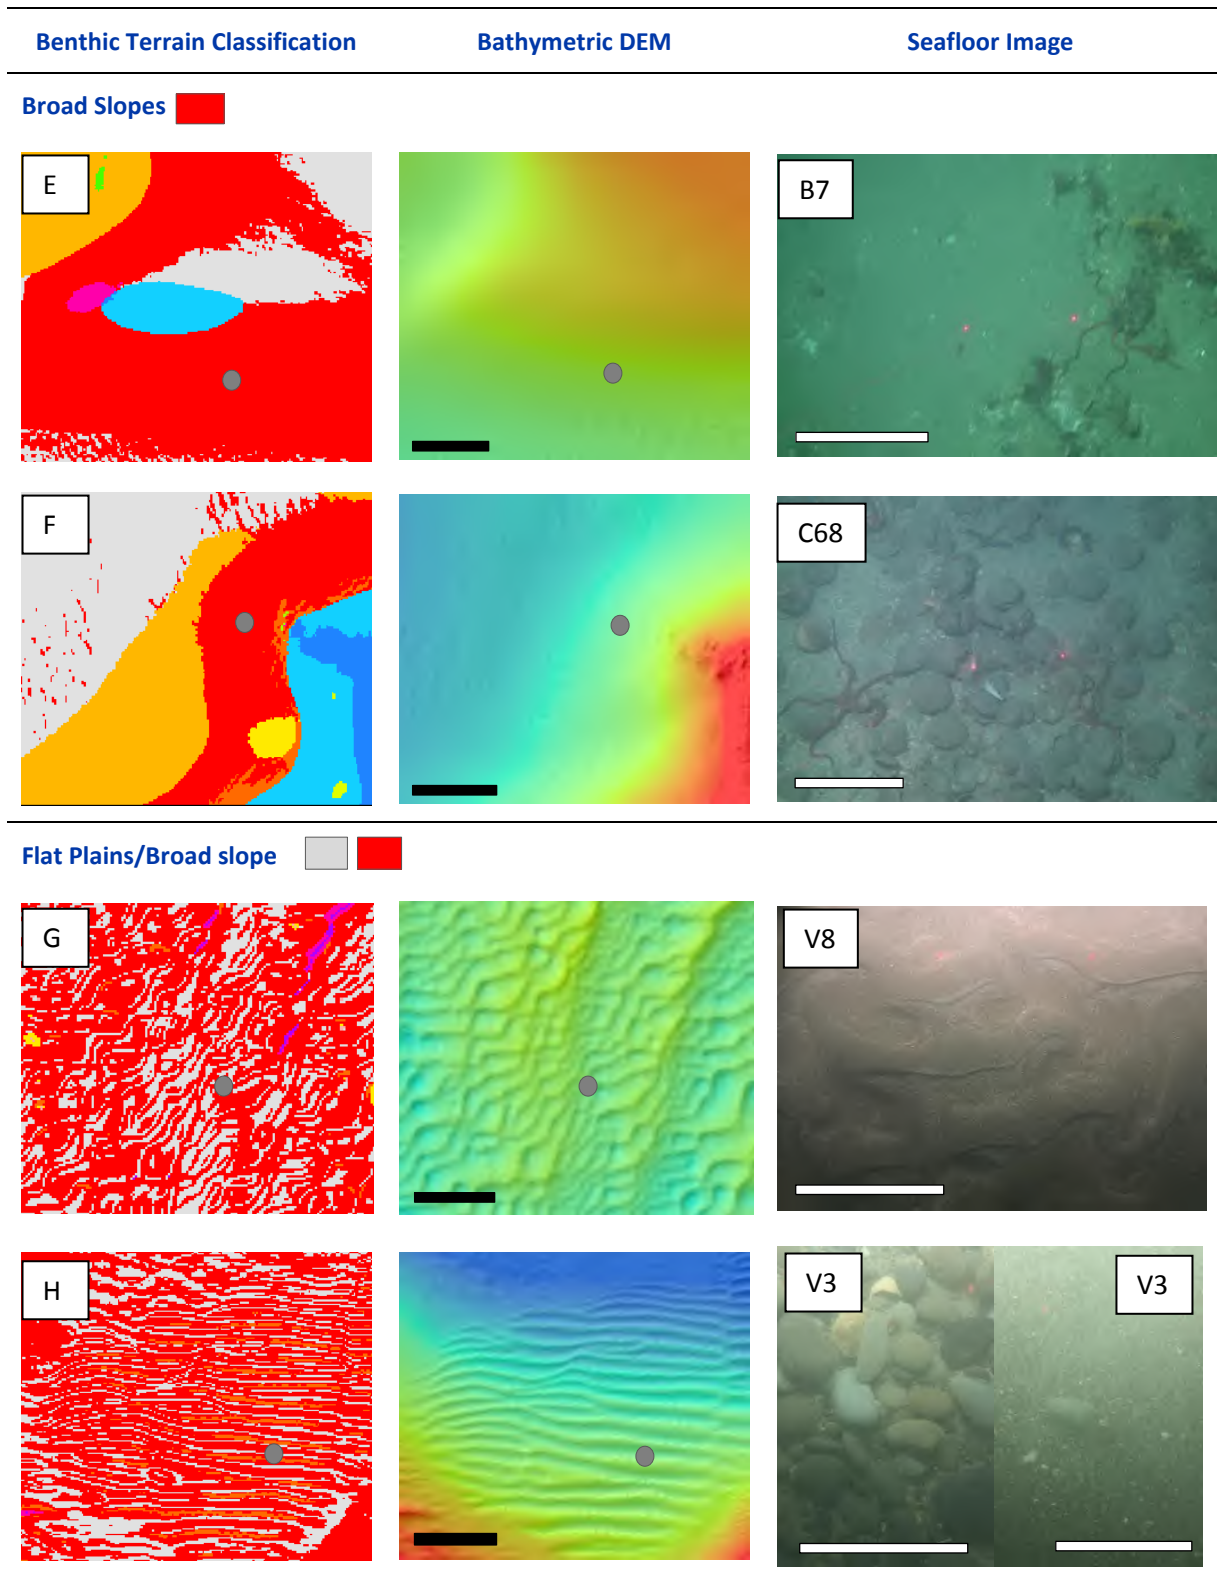 Benthic Terrain Classification Bathymetric DEM Seafloor Image
Broad Slopes
E B7
F C68
Flat Plains/Broad slope
G V8
H V3 V3